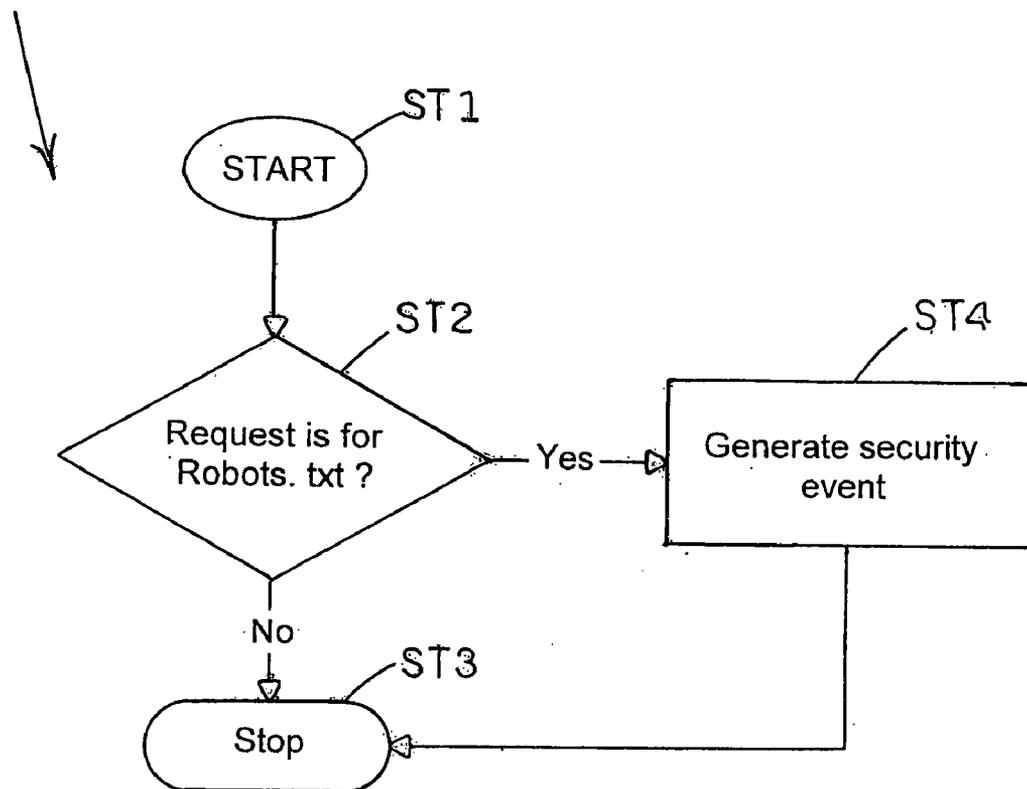 ST1
START
ST2
Request is for
Robots. txt ?
Yes
ST4
Generate security
event
No
ST3
Stop